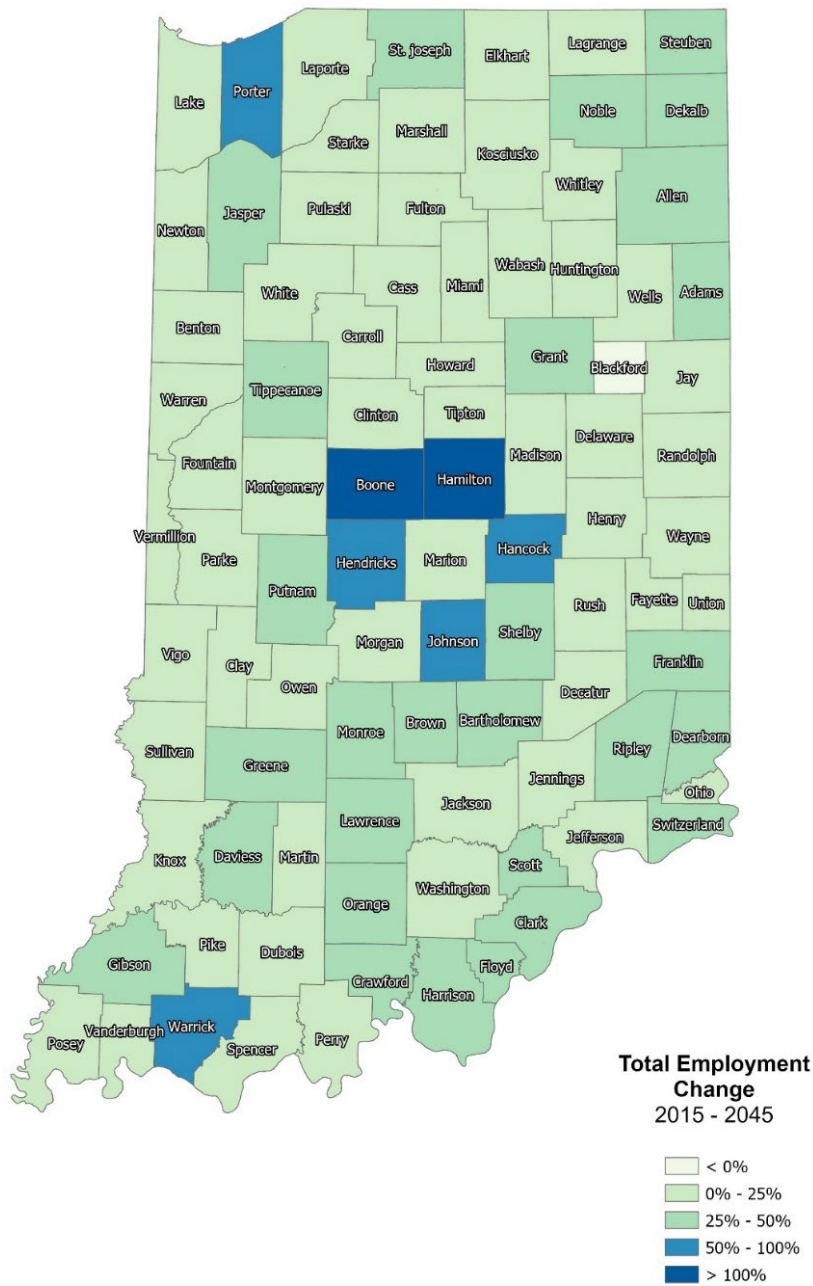 St. joseph
Elkhart
Lagrange
Steuben
Laporte
Porter
Lake
Noble
Dekalb
Marshall
Starke
Kosciusko
Whitley
Allen
Jasper
Pulaski
Fulton
Newton
Wabash
Huntington
Miami
Cass
White
Wells
Adams
Benton
Carroll
Grant
Howard
Blackford
Jay
Tippecanoe
Warren
Clinton
Tipton
Delaware
Madison
Randolph
Fountain
Montgomery
Boone
Hamilton
Henry
Vermillion
Wayne
Parke
Hendricks
Marion
Hancock
Putnam
Rush
Fayette
Union
Shelby
Morgan
Johnson
Vigo
Clay
Franklin
Owen
Decatur
Brown
Bartholomew
Monroe
Dearborn
Sullivan
Ripley
Greene
Jennings
Ohio
Jackson
Lawrence
Switzerland
Jefferson
Knox
Daviess
Martin
Scott
Washington
Orange
Clark
Pike
Dubois
Gibson
Floyd
Crawford
Harrison
Warrick
Vanderburgh
Posey
Perry
Spencer
Total Employment
Change
2015 - 2045
< 0%
0% - 25%
25% - 50%
50% - 100%
> 100%